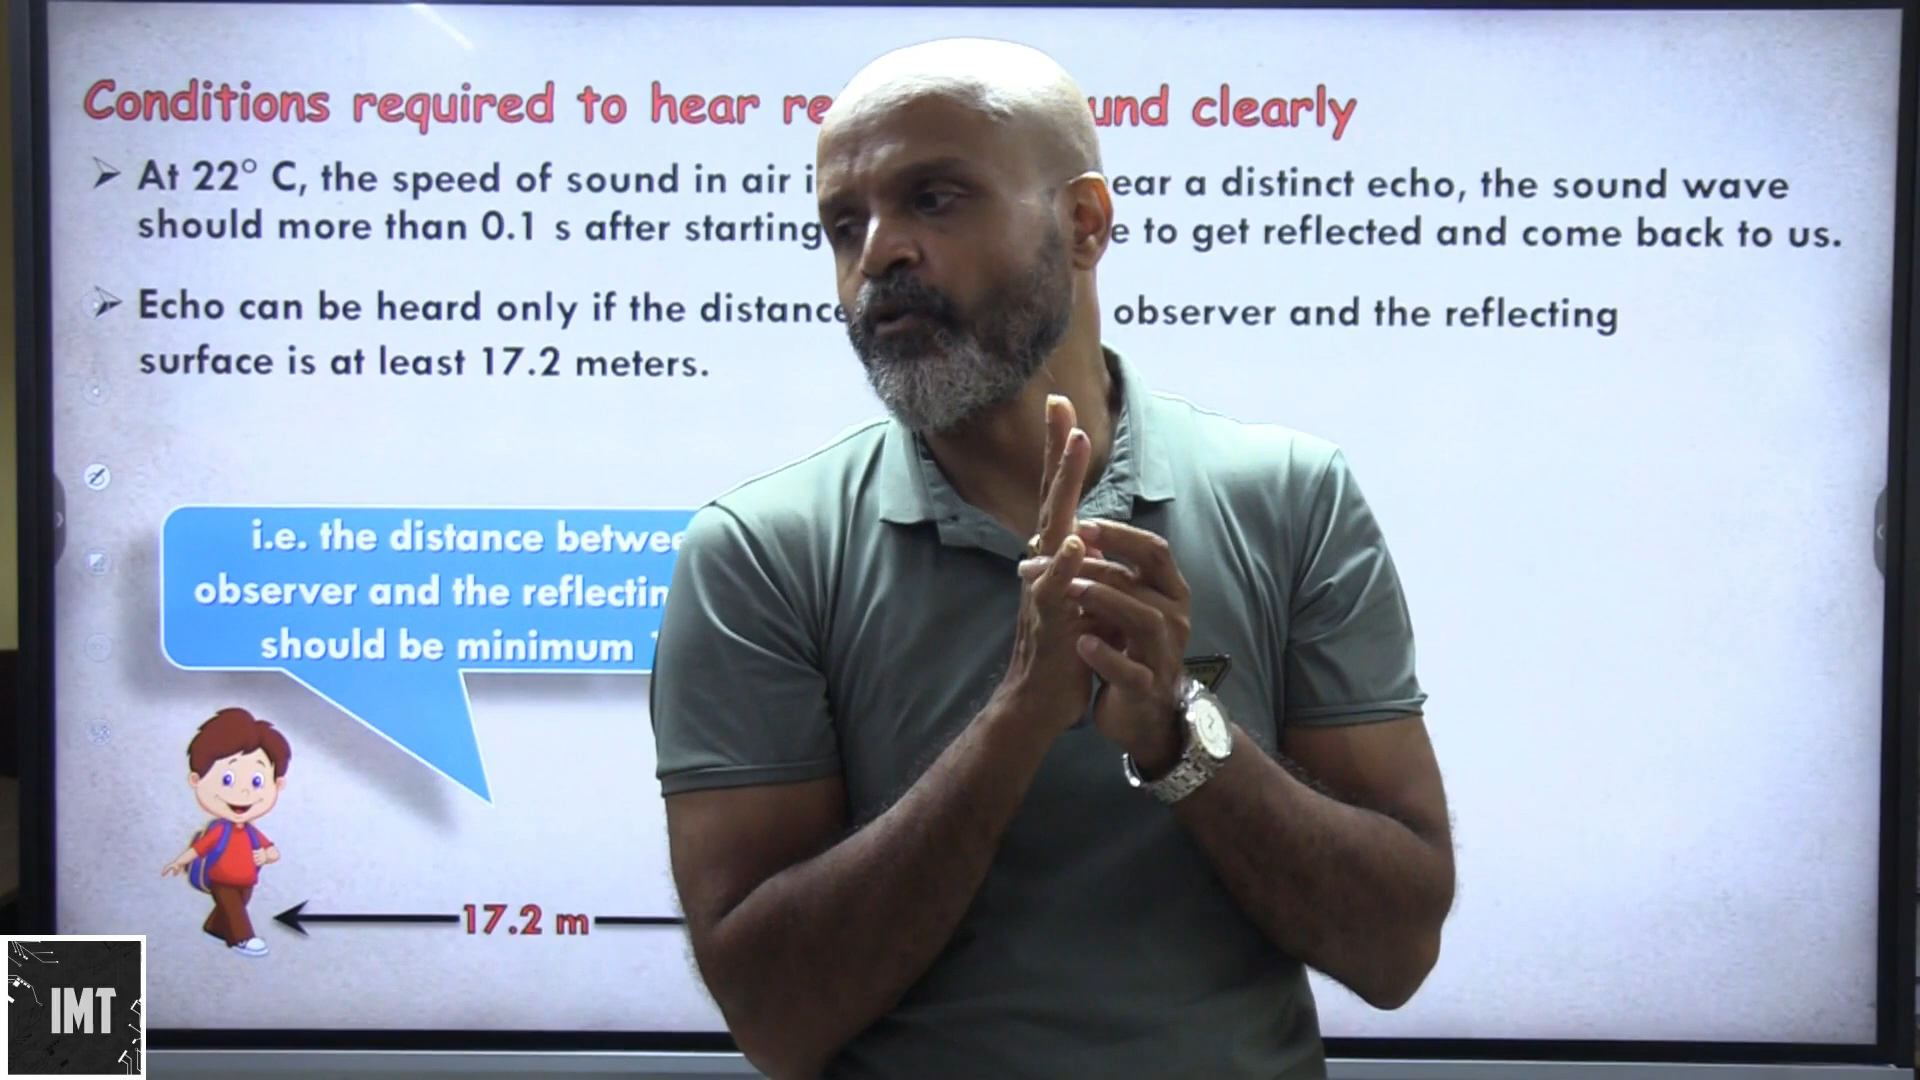 Conditions required to hear re und clearly
➢ At 22° C, the speed of sound in air i ear a distinct echo, the sound wave
should more than 0.1 s after starting e to get reflected and come back to us.
➢ Echo can be heard only if the distance observer and the reflecting
surface is at least 17.2 meters.
i.e. the distance betwee
observer and the reflectin
should be minimum
17.2 m
IMT